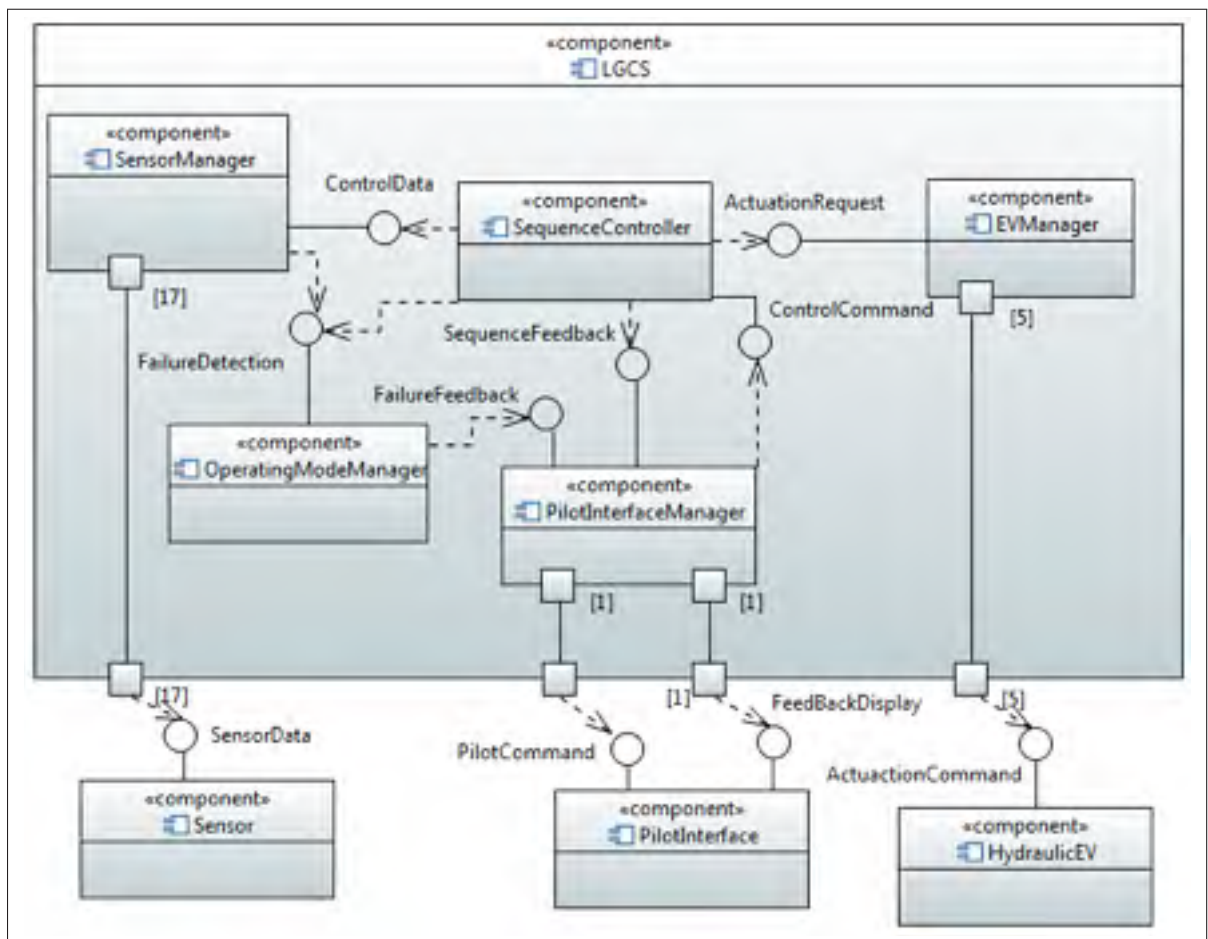 «component»
LGCS
«component»
SensorManager
ControlData
«component»
SequenceController
ActuationRequest
«component»
EVManager
[17]
[5]
ControlCommand
SequenceFeedback
FailureDetection
FailureFeedback
«component»
OperatingModeManager
«component»
PilotInterfaceManager
[1]
[1]
[17]
[1]
[5]
FeedBackDisplay
SensorData
PilotCommand
ActuactionCommand
«component»
Sensor
«component»
PilotInterface
«component»
HydraulicEV